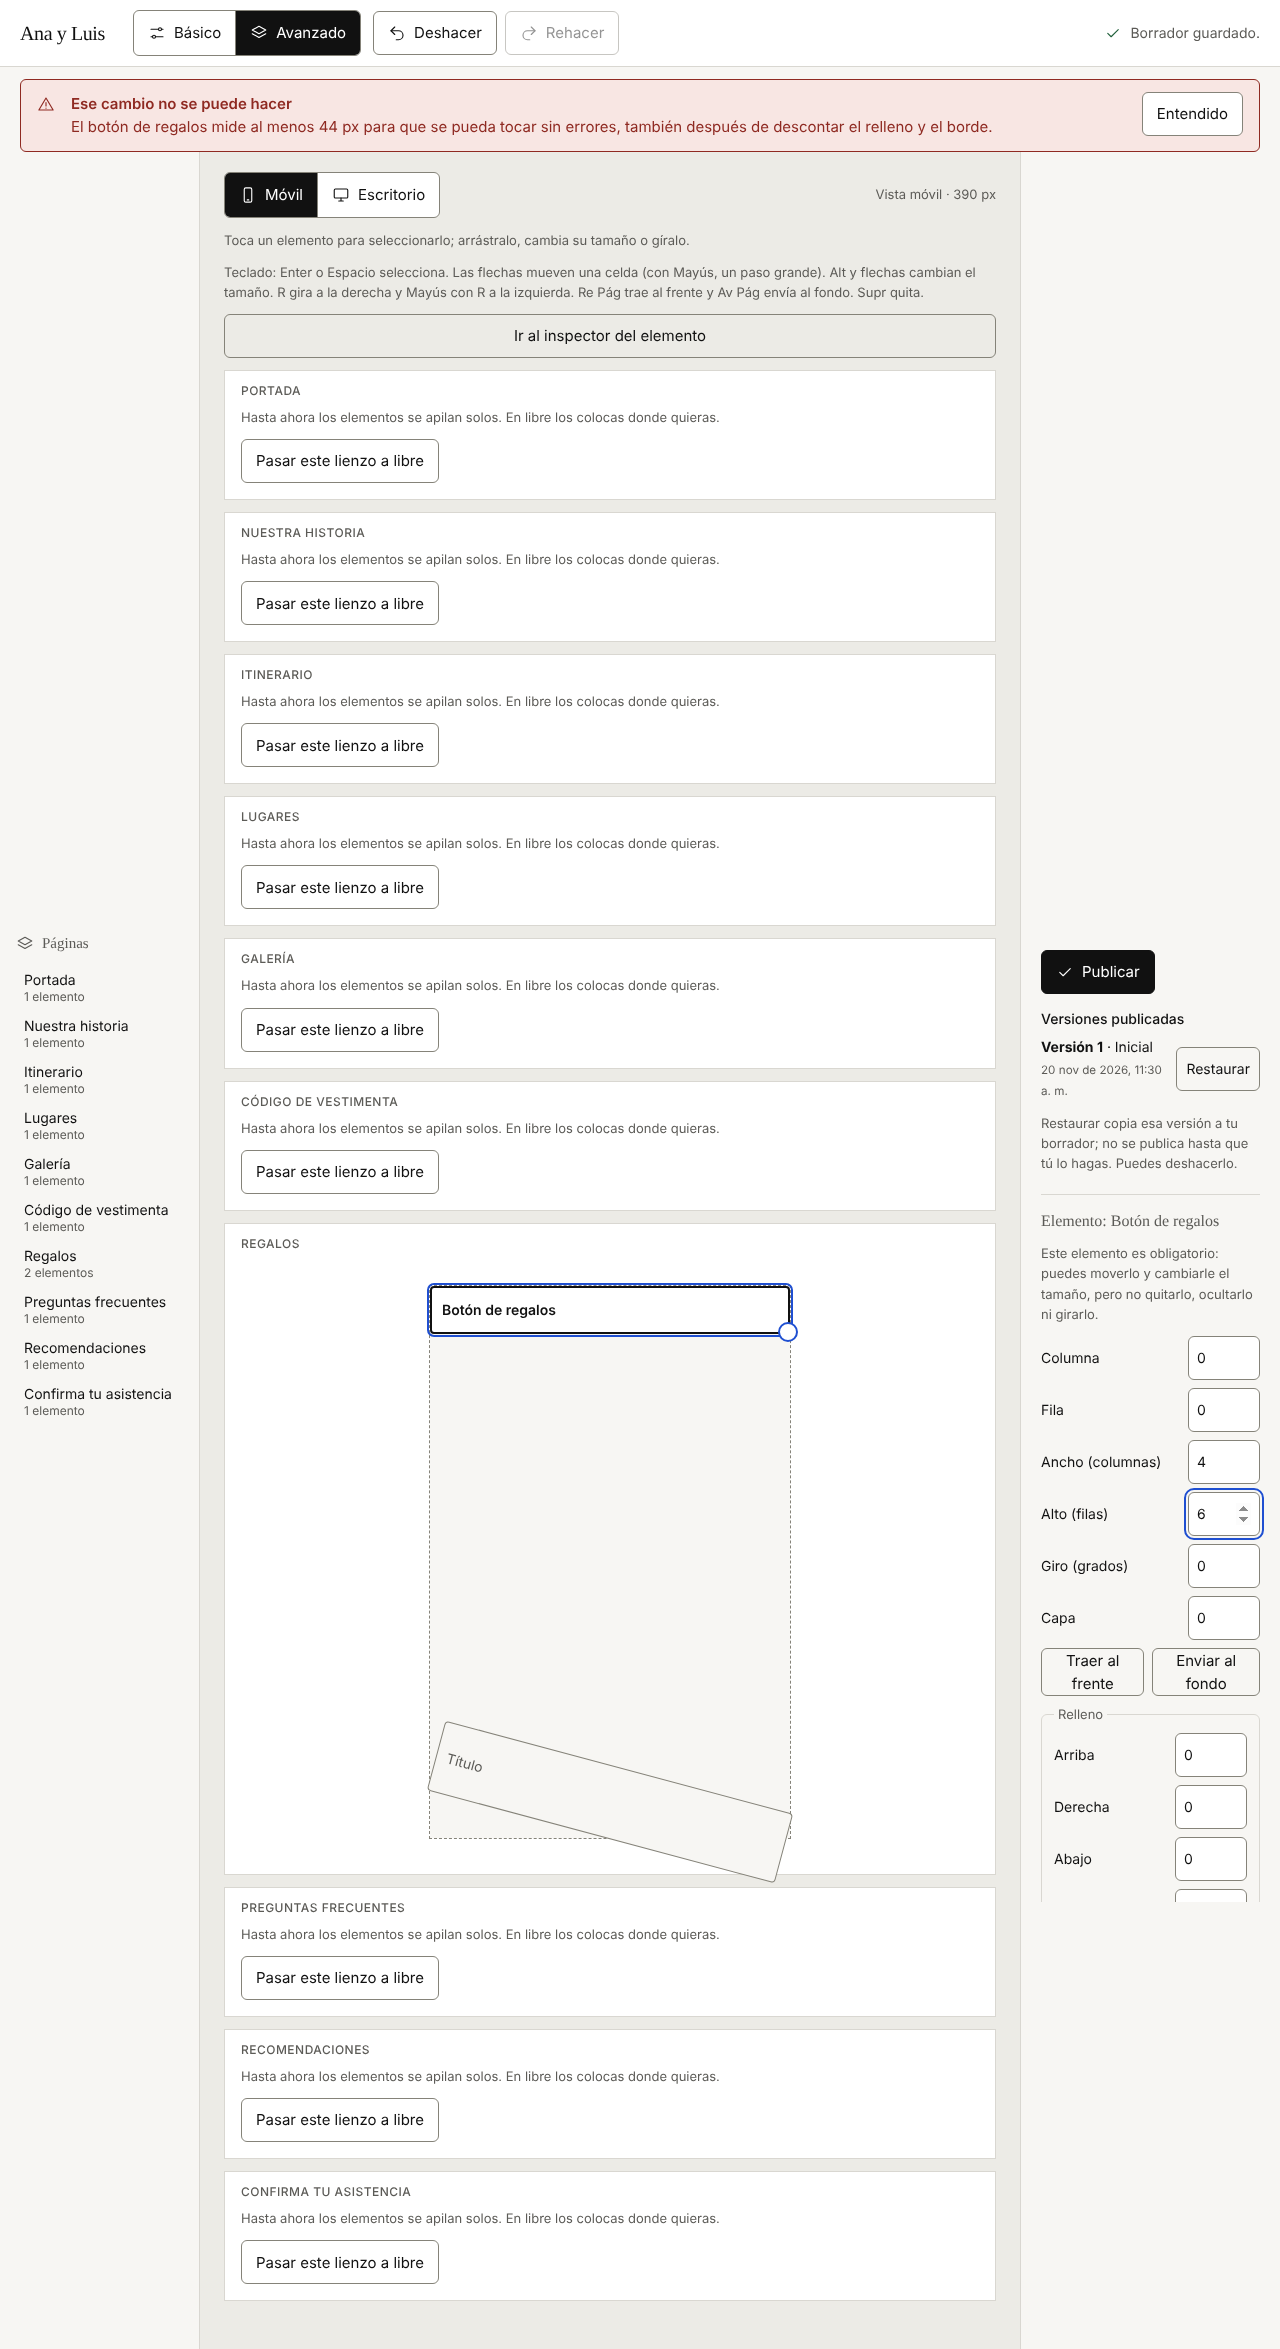 Ana y Luis
Básico
Avanzado
Deshacer
Rehacer
Borrador guardado.
Ese cambio no se puede hacer
El botón de regalos mide al menos 44 px para que se pueda tocar sin errores, también después de descontar el relleno y el borde.
Entendido
Móvil
Escritorio
Vista móvil · 390 px
Toca un elemento para seleccionarlo; arrástralo, cambia su tamaño o gíralo.
Teclado: Enter o Espacio selecciona. Las flechas mueven una celda (con Mayús, un paso grande). Alt y flechas cambian el
tamaño. R gira a la derecha y Mayús con R a la izquierda. Re Pág trae al frente y Av Pág envía al fondo. Supr quita.
Ir al inspector del elemento
PORTADA
Hasta ahora los elementos se apilan solos. En libre los colocas donde quieras.
Pasar este lienzo a libre
NUESTRA HISTORIA
Hasta ahora los elementos se apilan solos. En libre los colocas donde quieras.
Pasar este lienzo a libre
ITINERARIO
Hasta ahora los elementos se apilan solos. En libre los colocas donde quieras.
Pasar este lienzo a libre
LUGARES
Hasta ahora los elementos se apilan solos. En libre los colocas donde quieras.
Pasar este lienzo a libre
GALERÍA
Hasta ahora los elementos se apilan solos. En libre los colocas donde quieras.
Pasar este lienzo a libre
CÓDIGO DE VESTIMENTA
Hasta ahora los elementos se apilan solos. En libre los colocas donde quieras.
Pasar este lienzo a libre
REGALOS
Botón de regalos
Título
PREGUNTAS FRECUENTES
Hasta ahora los elementos se apilan solos. En libre los colocas donde quieras.
Pasar este lienzo a libre
RECOMENDACIONES
Hasta ahora los elementos se apilan solos. En libre los colocas donde quieras.
Pasar este lienzo a libre
CONFIRMA TU ASISTENCIA
Hasta ahora los elementos se apilan solos. En libre los colocas donde quieras.
Pasar este lienzo a libre
Páginas
Portada
1 elemento
Nuestra historia
1 elemento
Itinerario
1 elemento
Lugares
1 elemento
Galería
1 elemento
Código de vestimenta
1 elemento
Regalos
2 elementos
Preguntas frecuentes
1 elemento
Recomendaciones
1 elemento
Confirma tu asistencia
1 elemento
Publicar
Versiones publicadas
Versión 1 · Inicial
20 nov de 2026, 11:30
a. m.
Restaurar
Restaurar copia esa versión a tu
borrador; no se publica hasta que
tú lo hagas. Puedes deshacerlo.
Elemento: Botón de regalos
Este elemento es obligatorio:
puedes moverlo y cambiarle el
tamaño, pero no quitarlo, ocultarlo
ni girarlo.
Columna 0
Fila 0
Ancho (columnas) 4
Alto (filas) 6
Giro (grados) 0
Capa 0
Traer al
frente
Enviar al
fondo
Relleno
Arriba 0
Derecha 0
Abajo 0